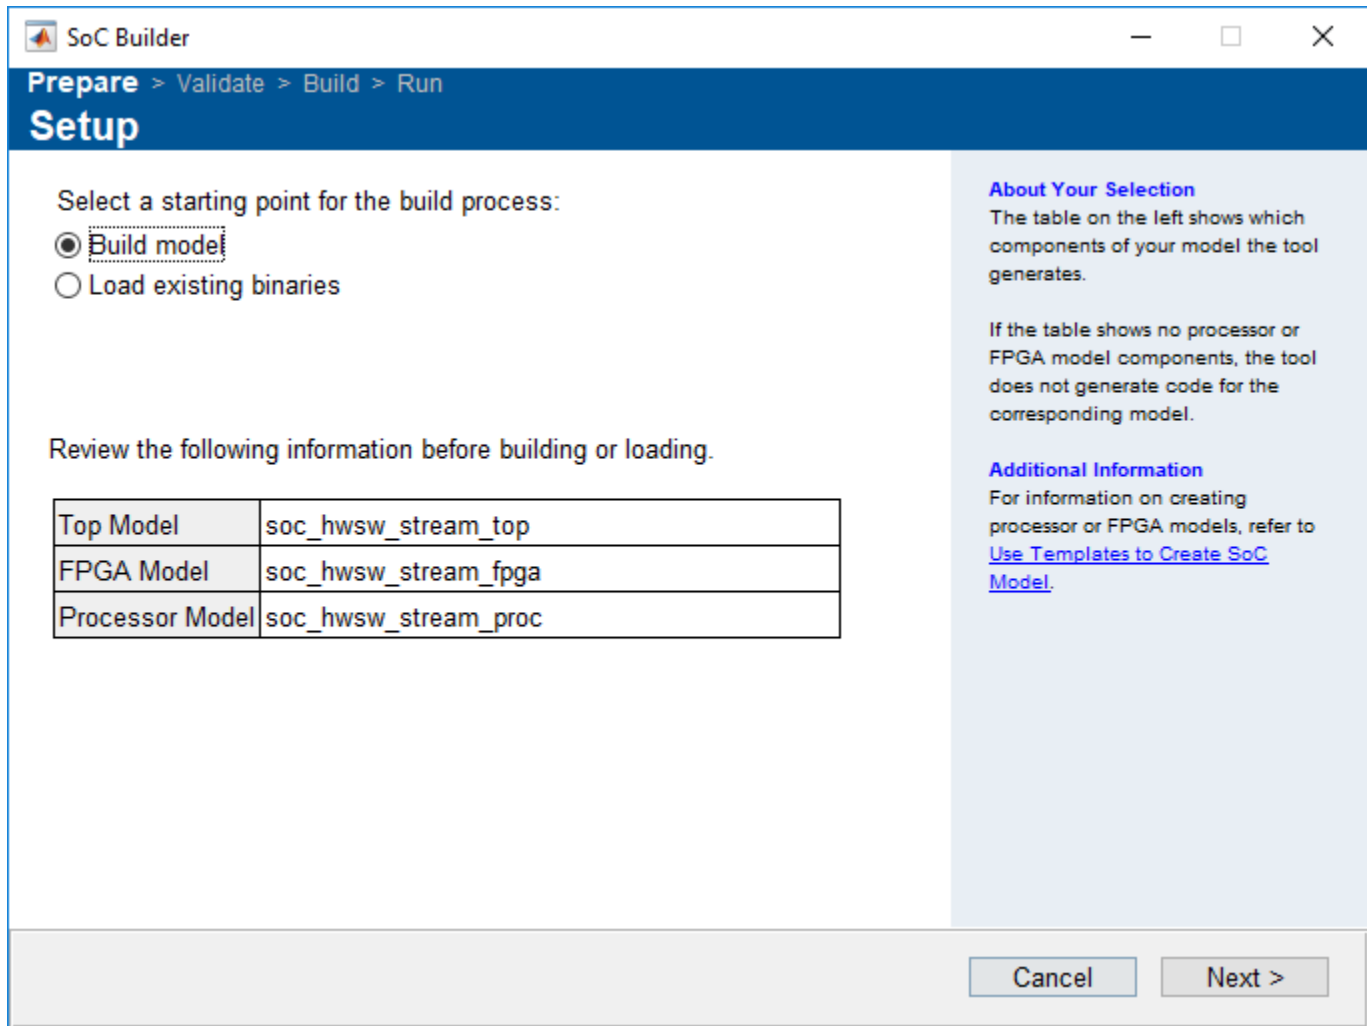 SoC Builder
Prepare > Validate > Build > Run
Setup
Select a starting point for the build process:
Build model
Load existing binaries
Review the following information before building or loading.
Top Model soc_hwsw_stream_top
FPGA Model soc_hwsw_stream_fpga
Processor Model soc_hwsw_stream_proc
About Your Selection
The table on the left shows which
components of your model the tool
generates.
If the table shows no processor or
FPGA model components, the tool
does not generate code for the
corresponding model.
Additional Information
For information on creating
processor or FPGA models, refer to
Use Templates to Create SoC
Model.
Cancel
Next >